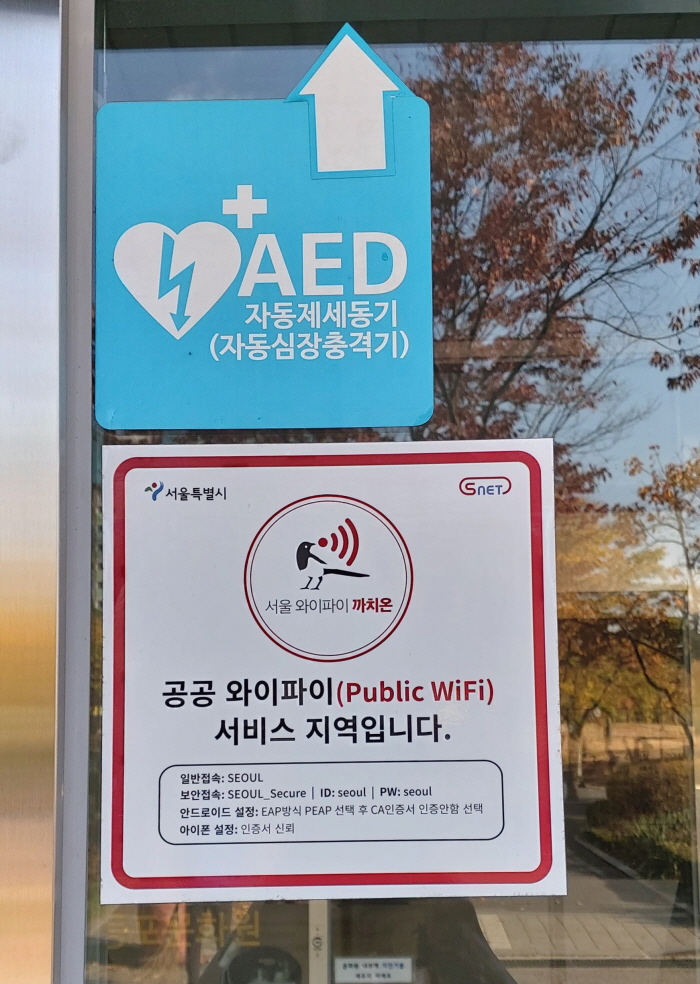 AED
자동제세동기
(자동심장충격기)
서울특별시
SNET
서울 와이파이 까치온
공공 와이파이(Public WiFi)
서비스 지역입니다.
일반접속: SEOUL
보안접속: SEOUL_Secure | ID: seoul | PW: seoul
안드로이드 설정: EAP방식 PEAP 선택 후 CA인증서 인증안함 선택
아이폰 설정: 인증서 신뢰